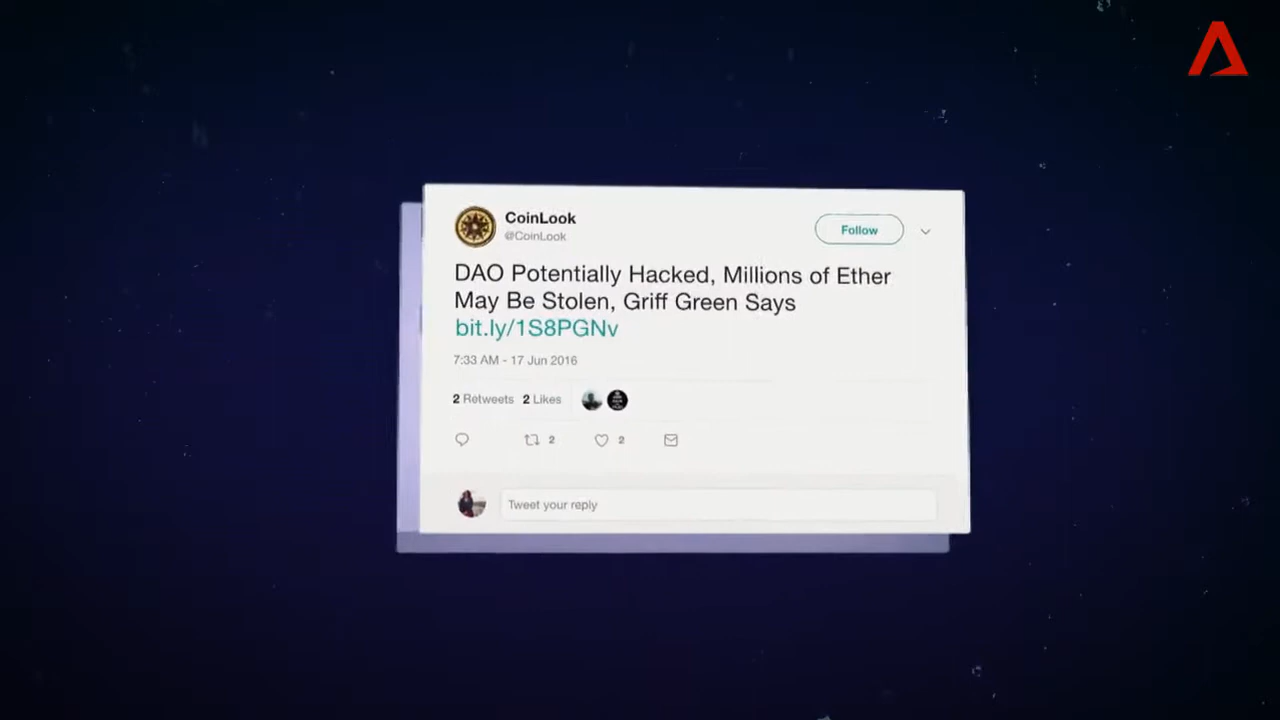 CoinLook
@CoinLook
Follow
DAO Potentially Hacked, Millions of Ether
May Be Stolen, Griff Green Says
bit.ly/1S8PGNv
7:33 AM - 17 Jun 2016
2 Retweets 2 Likes
2 2
Tweet your reply